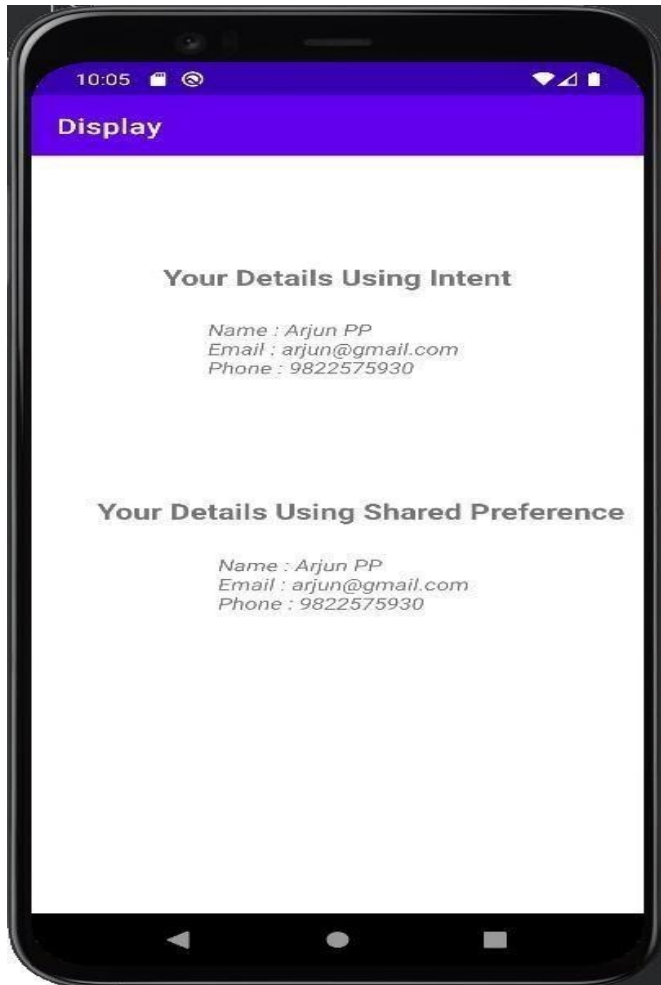 10:05
Display
Your Details Using Intent
Name : Arjun PP
Email : arjun@gmail.com
Phone : 9822575930
Your Details Using Shared Preference
Name : Arjun PP
Email : arjun@gmail.com
Phone : 9822575930